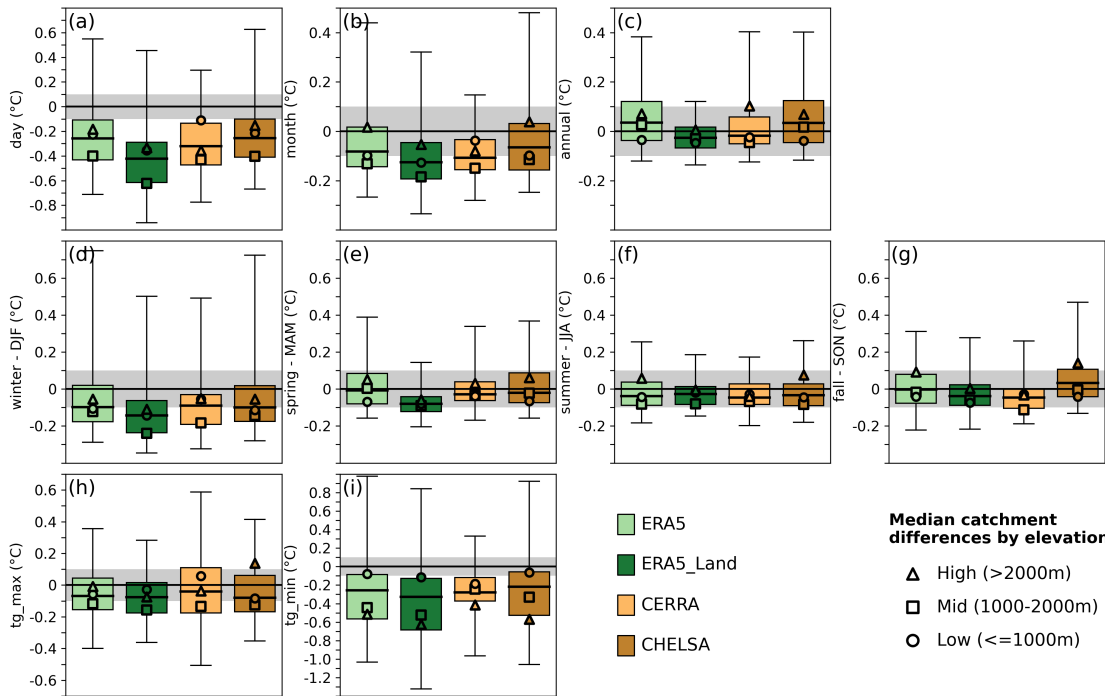 (a)
day (°C)
0.6
0.4
0.2
0
-0.2
-0.4
-0.6
-0.8
(b)
month (°C)
0.4
0.2
0
-0.2
(c)
annual (°C)
0.4
0.2
0
-0.2
(d)
winter - DJF (°C)
0.6
0.4
0.2
0
-0.2
(e)
spring - MAM (°C)
0.6
0.4
0.2
0
-0.2
(f)
summer - JJA (°C)
0.6
0.4
0.2
0
-0.2
(g)
fall - SON (°C)
0.6
0.4
0.2
0
-0.2
(h)
tg_max (°C)
0.6
0.4
0.2
0
-0.2
-0.4
-0.6
(i)
tg_min (°C)
0.8
0.6
0.4
0.2
0
-0.2
-0.4
-0.6
-0.8
-1.0
-1.2
ERA5
ERA5_Land
CERRA
CHELSA
Median catchment
differences by elevation
High (>2000m)
Mid (1000-2000m)
Low (<=1000m)